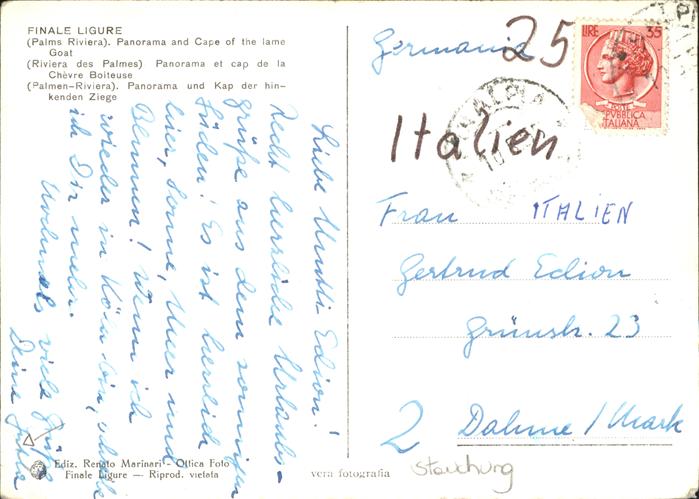 FINALE LIGURE
(Palms Riviera). Panorama and Cape of the lame
Goat
(Riviera des Palmes) Panorama et cap de la
Chèvre Boiteuse
(Palmen-Riviera). Panorama und Kap der hin-
kenden Ziege
Liebe Mutti Edion!
Recht herzliche Urlaubs-
grüße aus dem sonnigen
Süden! Es ist herrlich
hier, Sonne, Meer und
Blumen! Wenn ich
wieder in Köln bin,
ich Dir mehr.
viele Grüße
Deine
Ediz. Renato Marinari - Ottica Foto
Finale Ligure — Riprod. vietata
vera fotografia
Germania
25
LIRE 35
REPUBBLICA
ITALIANA
Italien
Frau
ITALIEN
Gertrud Edion
Grünstr. 23
2 Dahme/Mark
Stauchung